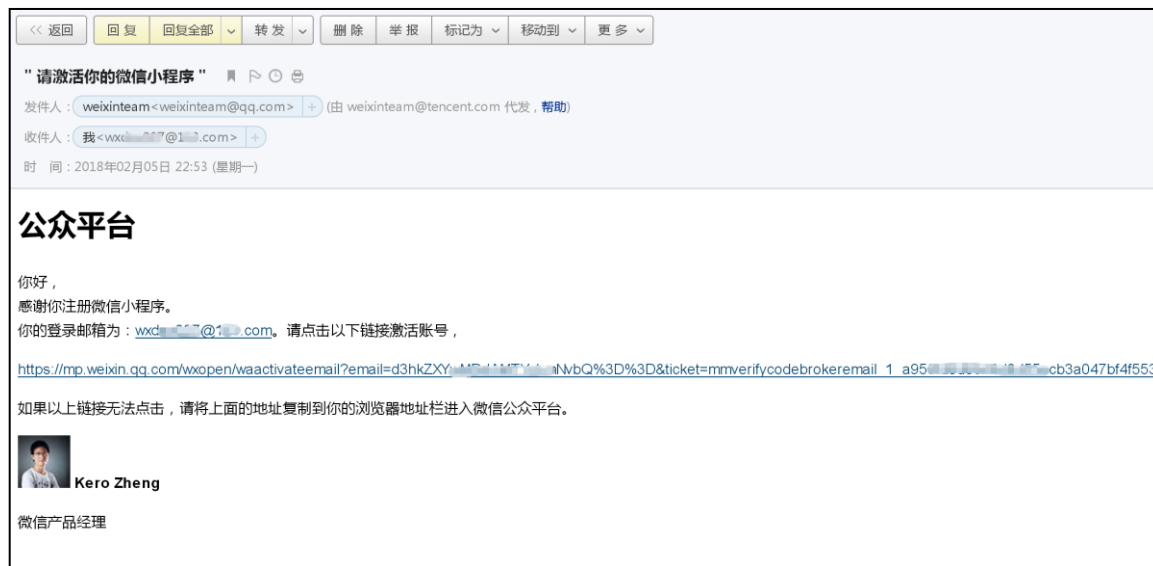 << 返回 回复 回复全部 转发 删除 举报 标记为 移动到 更多
" 请激活你的微信小程序 "
发件人：weixinteam<weixinteam@qq.com> + (由 weixinteam@tencent.com 代发，帮助)
收件人：我<wx .com> +
时 间：2018年02月05日 22:53 (星期一)
公众平台
你好，
感谢你注册微信小程序。
你的登录邮箱为：wx .com。请点击以下链接激活账号，
https://mp.weixin.qq.com/wxopen/waactivateemail?email=d3hkZXY NvbQ%3D%3D&ticket=mmverifycodebrokeremail_1_a95 cb3a047bf4f553
如果以上链接无法点击，请将上面的地址复制到你的浏览器地址栏进入微信公众平台。
Kero Zheng
微信产品经理